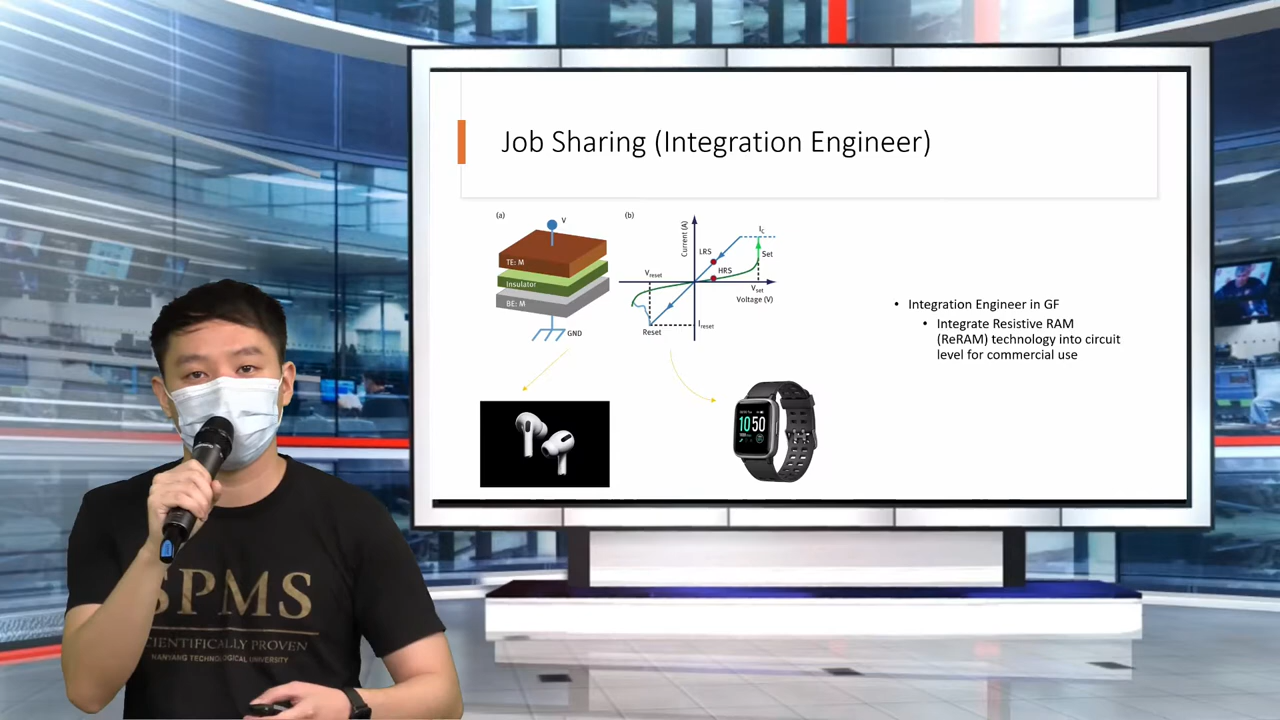 Job Sharing (Integration Engineer)
(a)
V
TE: M
Insulator
BE: M
GND
(b)
Current (A)
LRS
HRS
Ic
Set
Vreset
Vset
Voltage (V)
Ireset
Reset
• Integration Engineer in GF
• Integrate Resistive RAM
(ReRAM) technology into circuit
level for commercial use
10 50
SPMS
CIENTIFICALLY PROVEN
NANYANG TECHNOLOGICAL UNIVERSITY